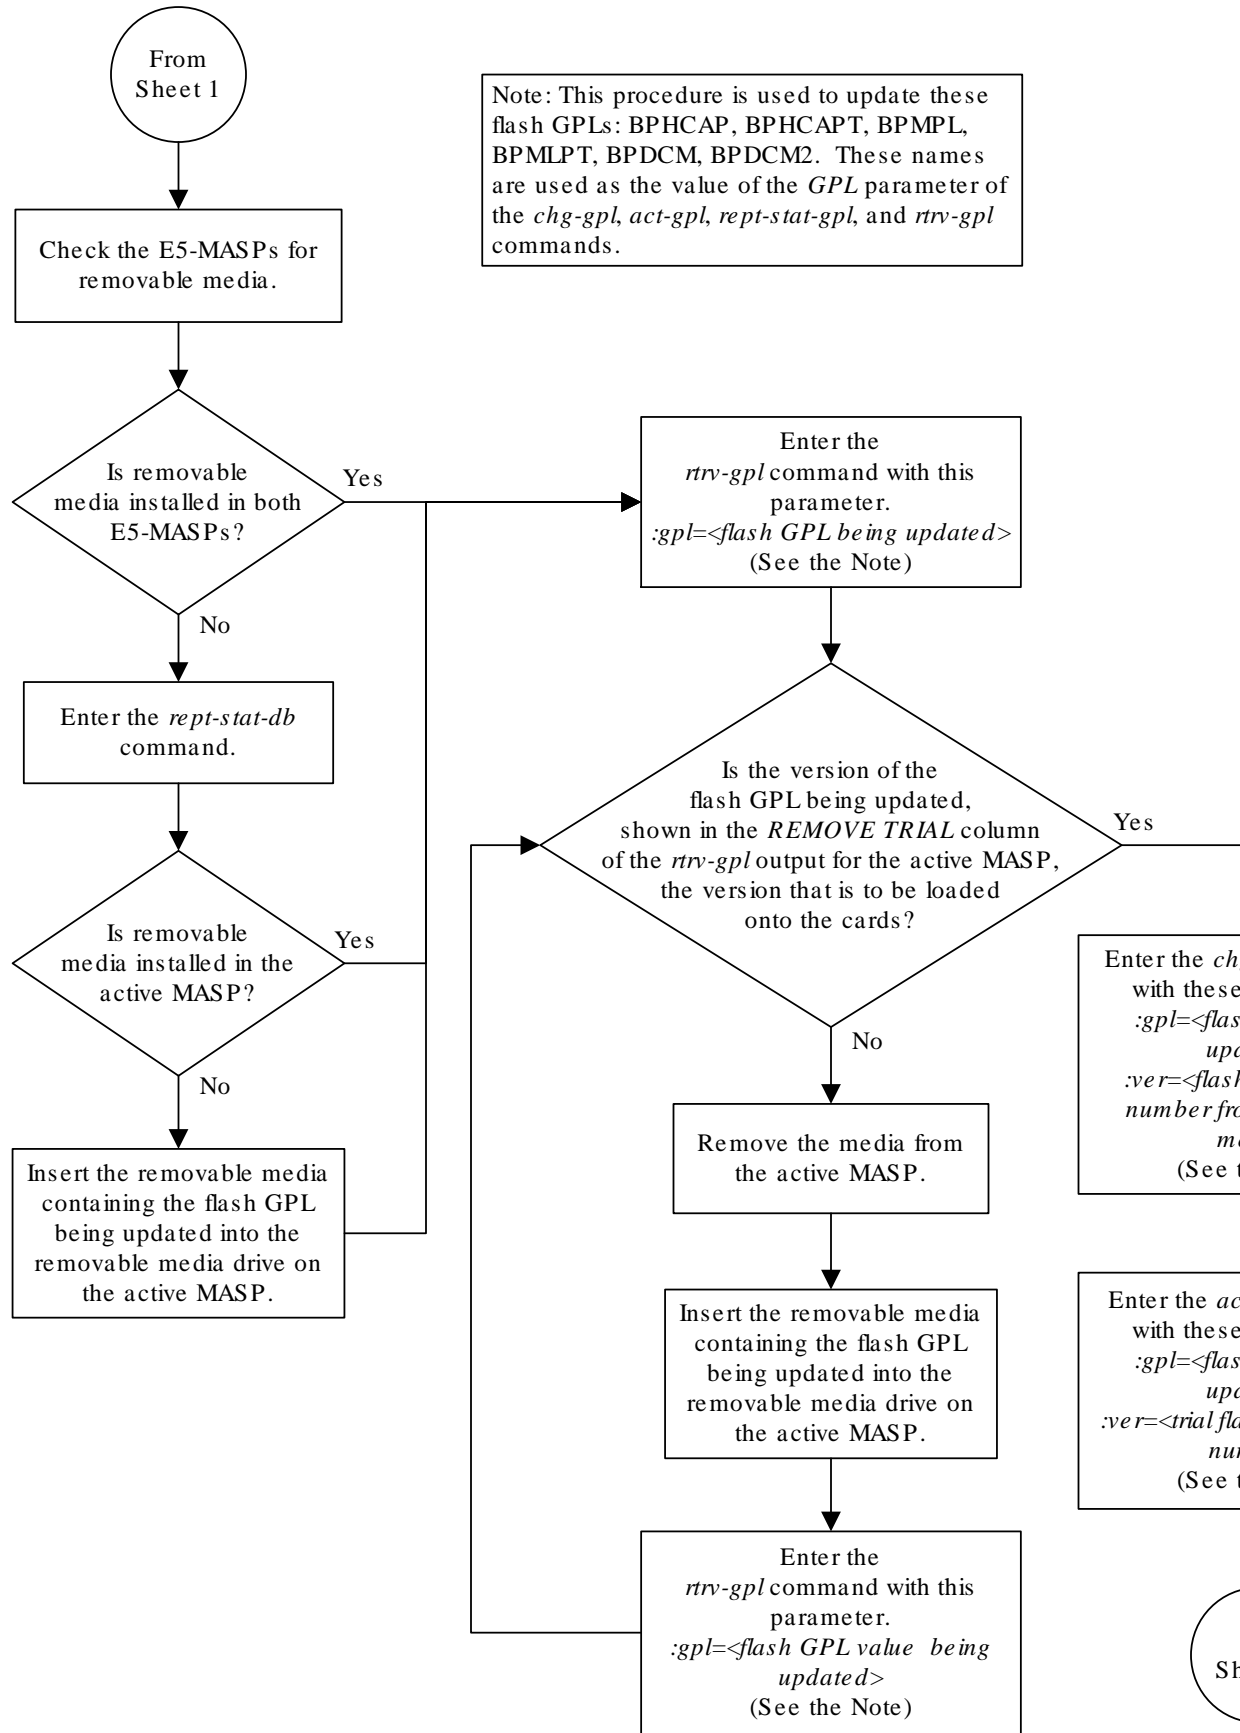 From
Sheet 1
Note: This procedure is used to update these
flash GPLs: BPHCAP, BPHCAPT, BPMPL,
BPMLPT, BPDCM, BPDCM2. These names
are used as the value of the GPL parameter of
the chg-gpl, act-gpl, rept-stat-gpl, and rtrv-gpl
commands.
Check the E5-MASPs for
removable media.
Is removable
media installed in both
E5-MASPs?
Yes
No
Enter the rept-stat-db
command.
Is removable
media installed in the
active MASP?
Yes
No
Insert the removable media
containing the flash GPL
being updated into the
removable media drive on
the active MASP.
Enter the
rtrv-gpl command with this
parameter.
:gpl=<flash GPL being updated>
(See the Note)
Is the version of the
flash GPL being updated,
shown in the REMOVE TRIAL column
of the rtrv-gpl output for the active MASP,
the version that is to be loaded
onto the cards?
Yes
No
Remove the media from
the active MASP.
Insert the removable media
containing the flash GPL
being updated into the
removable media drive on
the active MASP.
Enter the
rtrv-gpl command with this
parameter.
:gpl=<flash GPL value being
updated>
(See the Note)
Enter the
with these
:gpl=
:ver=<flash
number
(See
Enter the
with these
:gpl=
:ver=<trial
(See